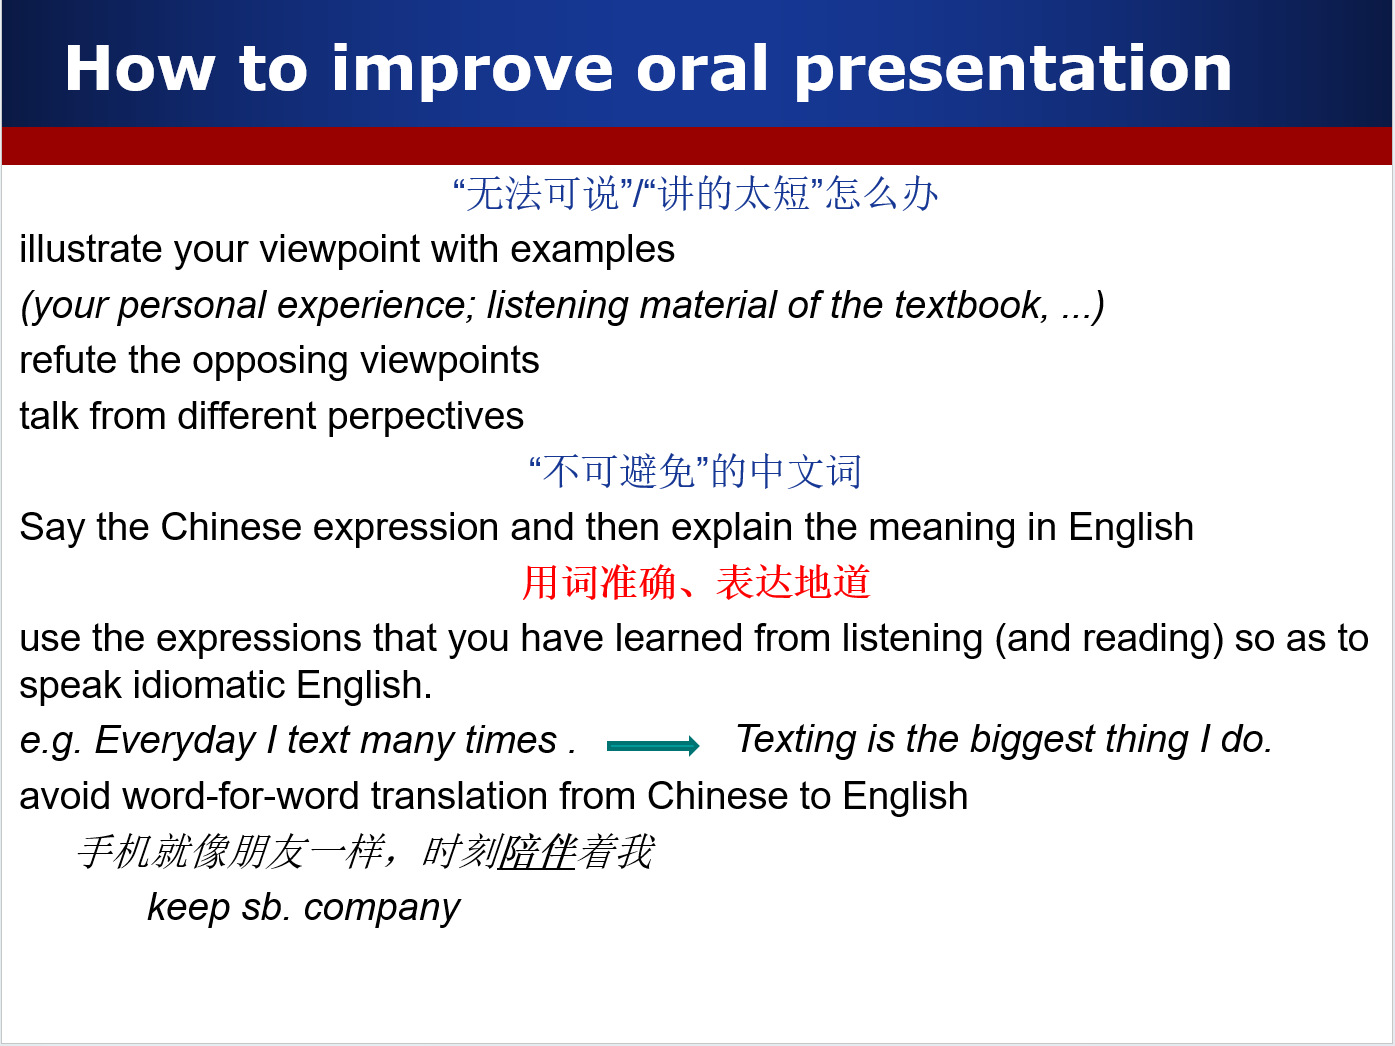 How to improve oral presentation
“无法可说”/“讲的太短”怎么办
illustrate your viewpoint with examples
(your personal experience; listening material of the textbook, ...)
refute the opposing viewpoints
talk from different perpectives
“不可避免”的中文词
Say the Chinese expression and then explain the meaning in English
用词准确、表达地道
use the expressions that you have learned from listening (and reading) so as to
speak idiomatic English.
e.g. Everyday I text many times . Texting is the biggest thing I do.
avoid word-for-word translation from Chinese to English
手机就像朋友一样，时刻陪伴着我
keep sb. company